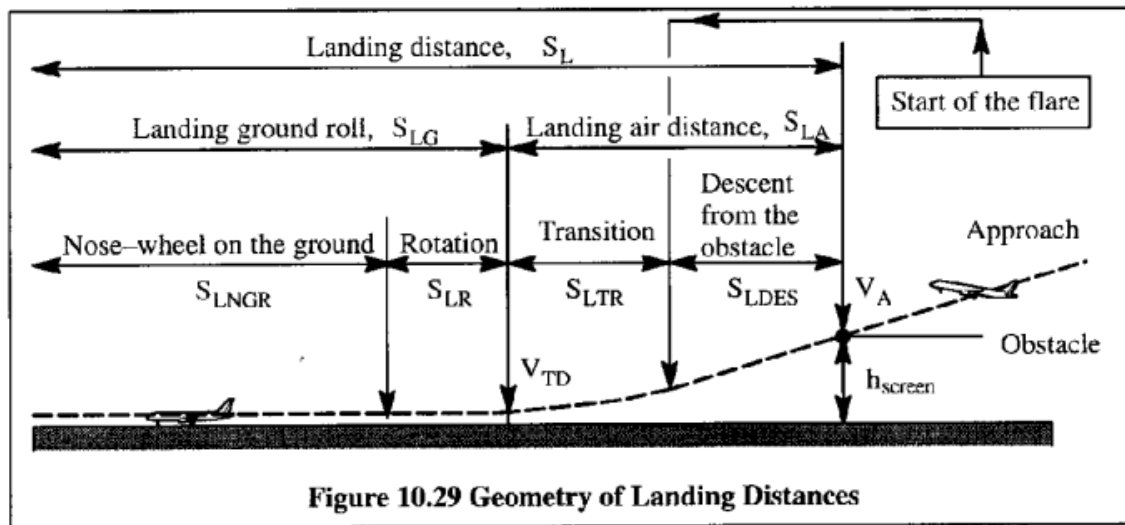 Landing distance, S_L
Start of the flare
Landing ground roll, S_LG
Landing air distance, S_LA
Descent
from the
obstacle
Nose–wheel on the ground
Rotation
Transition
Approach
S_LNGR
S_LR
S_LTR
S_LDES
V_A
Obstacle
V_TD
h_screen
Figure 10.29 Geometry of Landing Distances